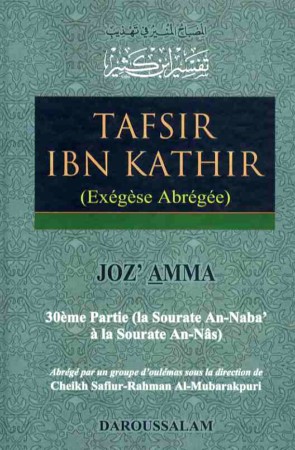 المصباح المنير في تهذيب
تفسير ابن كثير
TAFSIR
IBN KATHIR
(Exégèse Abrégée)
JOZ’ AMMA
30ème Partie (la Sourate An-Naba’
à la Sourate An-Nâs)
Abrégé par un groupe d’oulémas sous la direction de
Cheikh Safiur-Rahman Al-Mubarakpuri
DAROUSSALAM